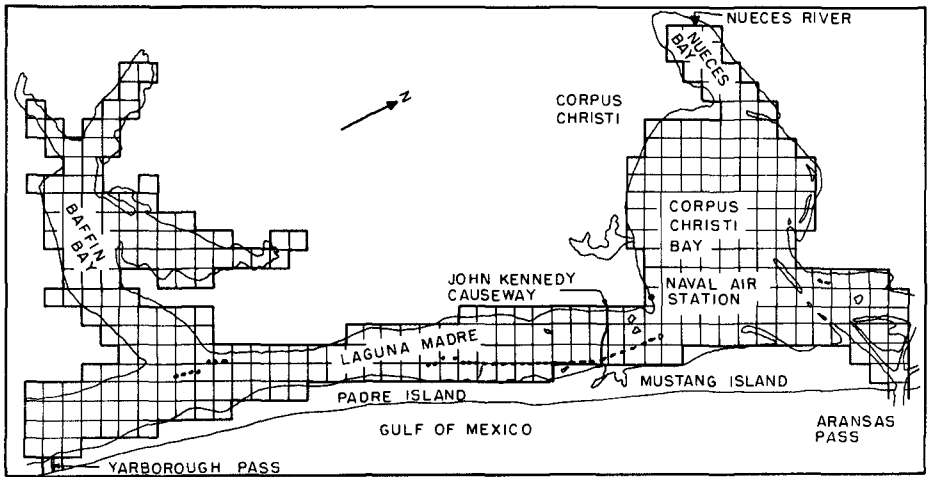 NUECES RIVER
NUECES
BAY
CORPUS
CHRISTI
N
BAFFIN
BAY
CORPUS
CHRISTI
BAY
JOHN KENNEDY
CAUSEWAY
NAVAL AIR
STATION
LAGUNA MADRE
PADRE ISLAND
MUSTANG ISLAND
GULF OF MEXICO
ARANSAS
PASS
YARBOROUGH PASS